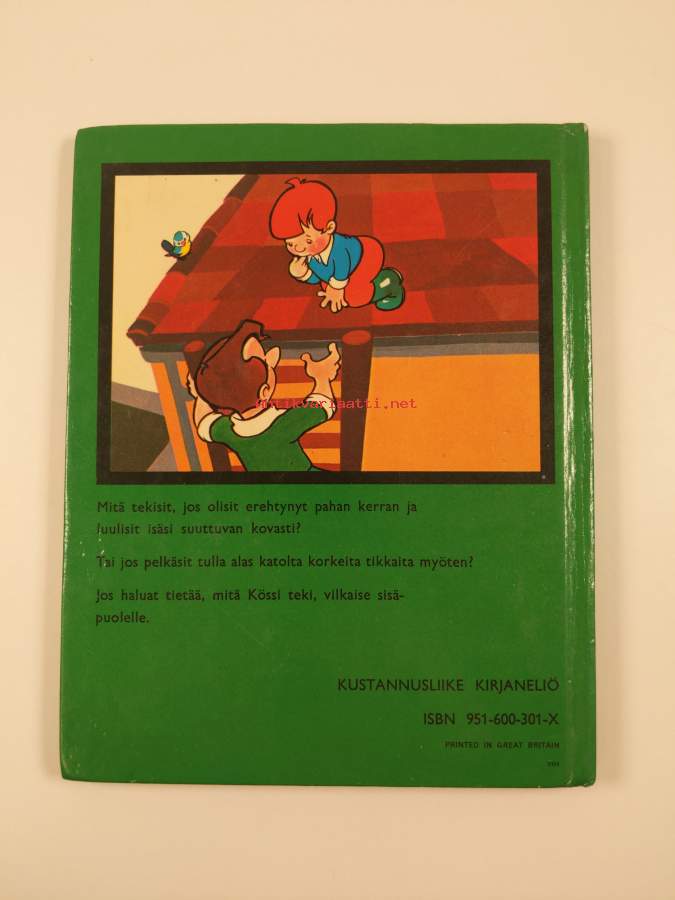 antikvariaatti.net
Mitä tekisit, jos olisit erehtynyt pahan kerran ja
luulisit isäsi suuttuvan kovasti?
Tai jos pelkäsit tulla alas katolta korkeita tikkaita myöten?
Jos haluat tietää, mitä Kössi teki, vilkaise sisä-
puolelle.
KUSTANNUSLIIKE KIRJANELIÖ
ISBN 951-600-301-X
PRINTED IN GREAT BRITAIN